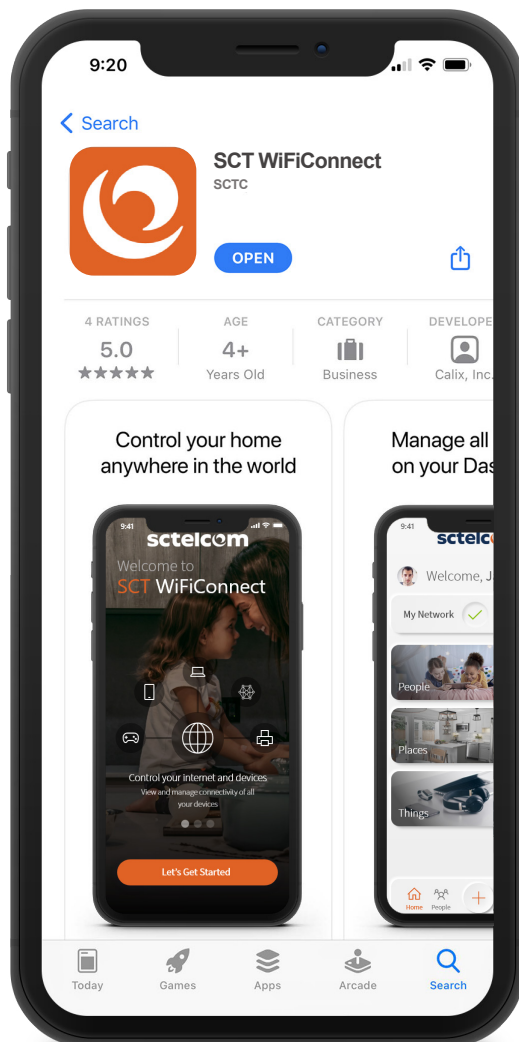 9:20
Search
SCT WiFiConnect
SCTC
OPEN
4 RATINGS
5.0
AGE
4+
Years Old
CATEGORY
Business
DEVELOPE
Calix, Inc.
Control your home
anywhere in the world
9:41
sctelcom
Welcome to
SCT WiFiConnect
Control your internet and devices
View and manage connectivity of all
your devices
Let's Get Started
Manage all
on your Das
9:41
sctelco
Welcome, J
My Network
People
Places
Things
Home
People
Today
Games
Apps
Arcade
Search